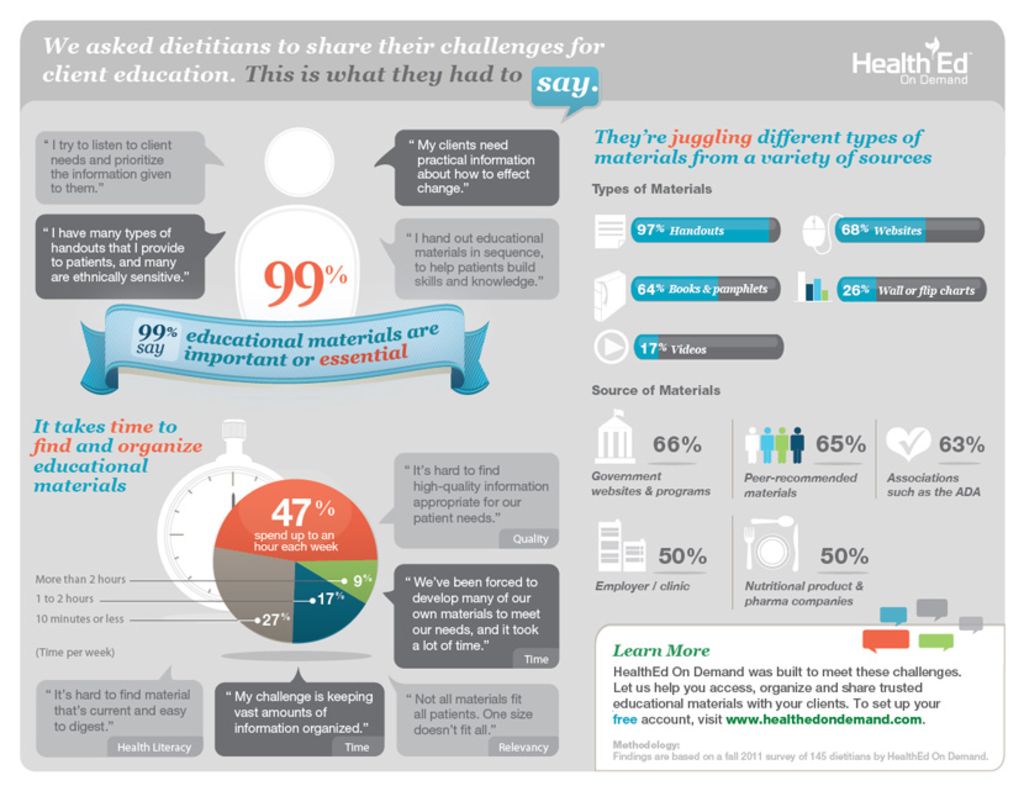 We asked dietitians to share their challenges for
client education. This is what they had to say.
HealthEd
On Demand
“ I try to listen to client
needs and prioritize
the information given
to them.”
“ My clients need
practical information
about how to effect
change.”
“ I have many types of
handouts that I provide
to patients, and many
are ethnically sensitive.”
“ I hand out educational
materials in sequence,
to help patients build
skills and knowledge.”
99%
99% say educational materials are
important or essential
It takes time to
find and organize
educational
materials
47%
spend up to an
hour each week
More than 2 hours
9%
1 to 2 hours
17%
10 minutes or less
27%
(Time per week)
“ It’s hard to find
high-quality information
appropriate for our
patient needs.”
Quality
“ We’ve been forced to
develop many of our
own materials to meet
our needs, and it took
a lot of time.”
Time
“ It’s hard to find material
that’s current and easy
to digest.”
Health Literacy
“ My challenge is keeping
vast amounts of
information organized.”
Time
“Not all materials fit
all patients. One size
doesn’t fit all.”
Relevancy
They’re juggling different types of
materials from a variety of sources
Types of Materials
97% Handouts
68% Websites
64% Books & pamphlets
26% Wall or flip charts
17% Videos
Source of Materials
66%
Government
websites & programs
65%
Peer-recommended
materials
63%
Associations
such as the ADA
50%
Employer / clinic
50%
Nutritional product &
pharma companies
Learn More
HealthEd On Demand was built to meet these challenges.
Let us help you access, organize and share trusted
educational materials with your clients. To set up your
free account, visit www.healthedondemand.com.
Methodology:
Findings are based on a fall 2011 survey of 145 dietitians by HealthEd On Demand.